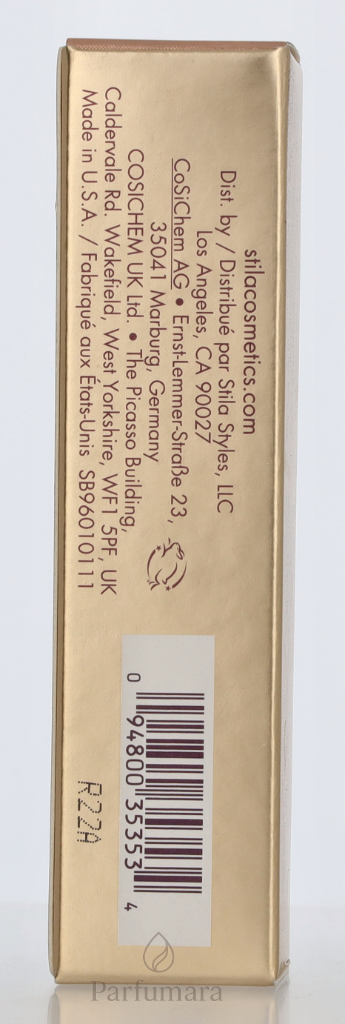 stilacosmetics.com
Dist. by / Distribué par Stila Styles, LLC
Los Angeles, CA 90027
CoSiChem AG • Ernst-Lemmer-Straße 23,
35041 Marburg, Germany
COSICHEM UK Ltd. • The Picasso Building,
Caldervale Rd. Wakefield, West Yorkshire, WF1 5PF, UK
Made in U.S.A. / Fabriqué aux États-Unis SB96010111
0 94800 35353 4
R22A
Parfumara